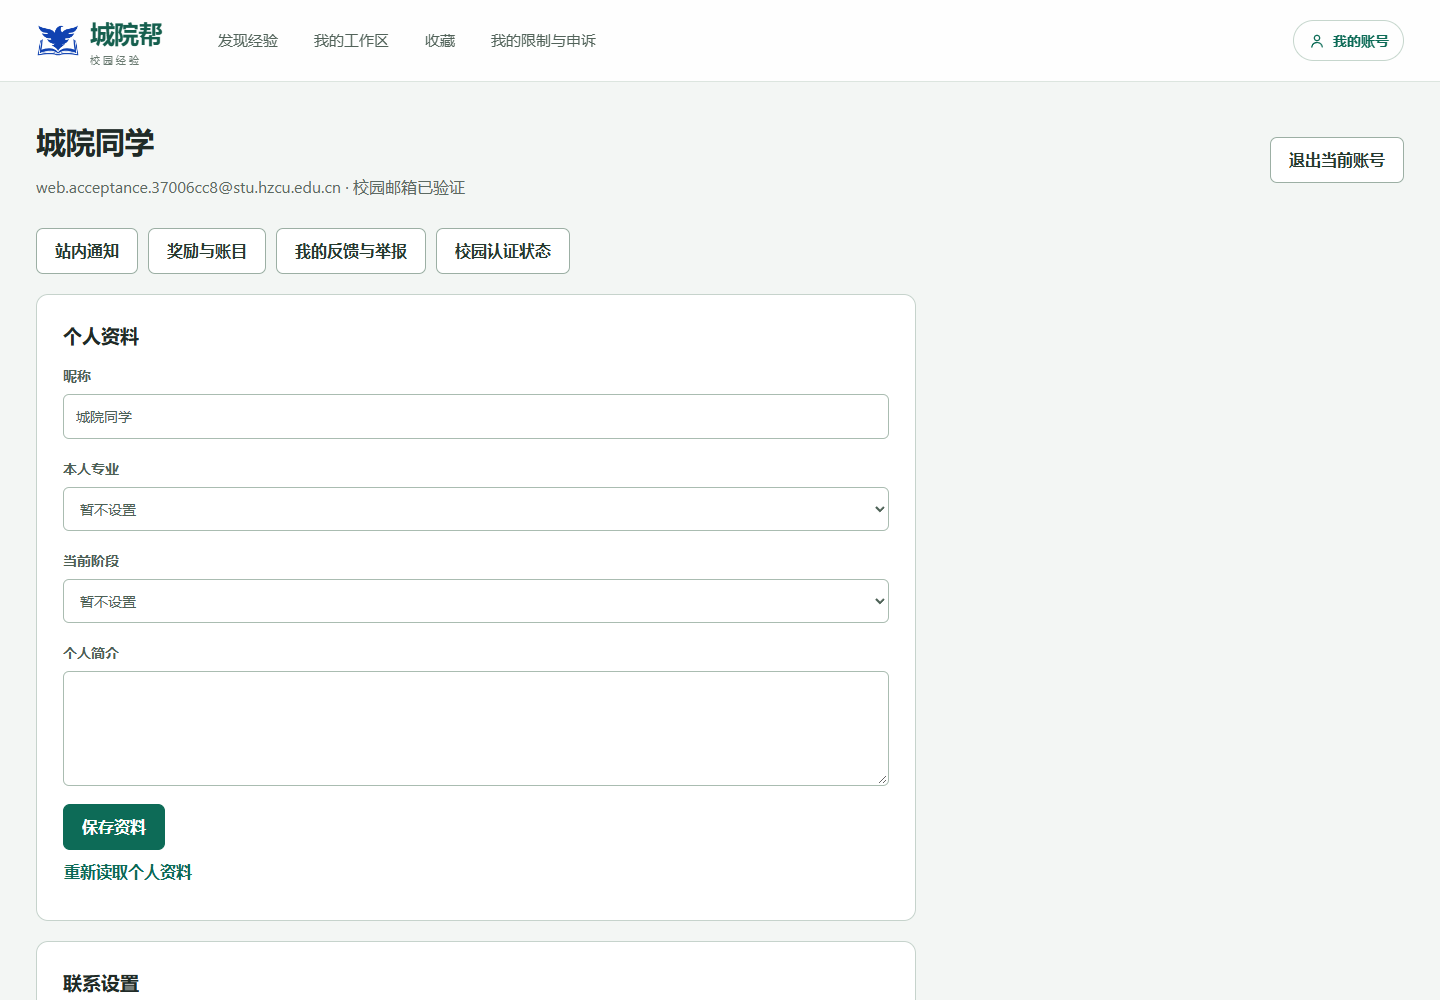 城院帮
校园经验
发现经验
我的工作区
收藏
我的限制与申诉
我的账号
城院同学
web.acceptance.37006cc8@stu.hzcu.edu.cn · 校园邮箱已验证
退出当前账号
站内通知
奖励与账目
我的反馈与举报
校园认证状态
个人资料
昵称
城院同学
本人专业
暂不设置
当前阶段
暂不设置
个人简介
保存资料
重新读取个人资料
联系设置